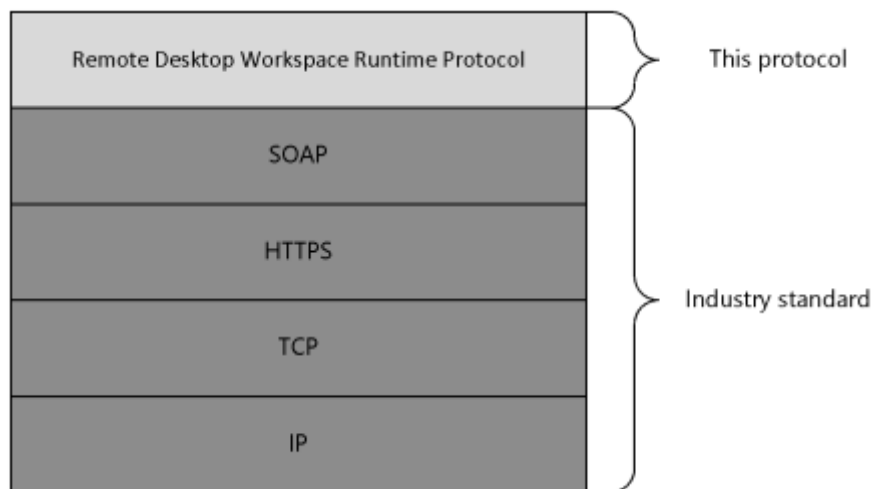 Remote Desktop Workspace Runtime Protocol
This protocol
SOAP
HTTPS
Industry standard
TCP
IP